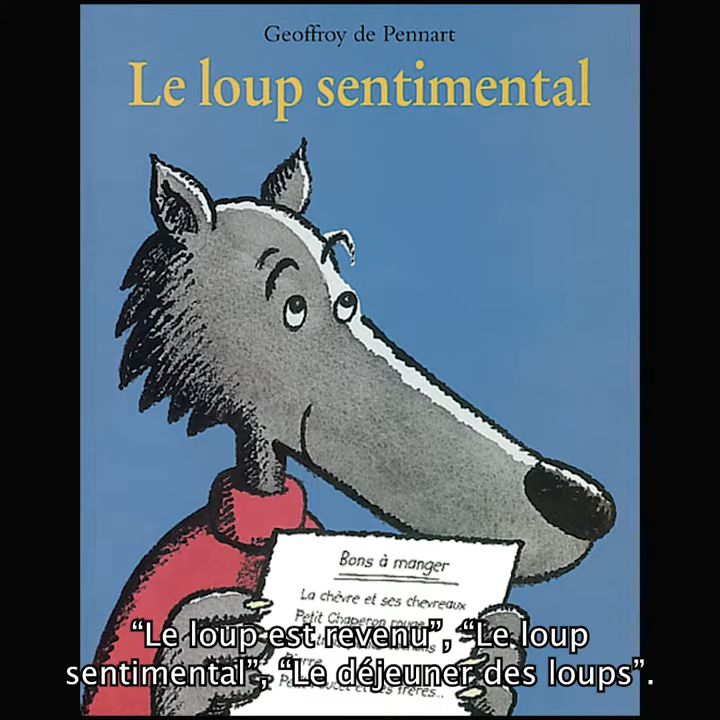 Geoffroy de Pennart
Le loup sentimental
Bons à manger
La chèvre et ses chevreaux
Petit Chaperon rouge
Pierre
“Le loup est revenu”, “Le loup
sentimental”, “Le déjeuner des loups”.